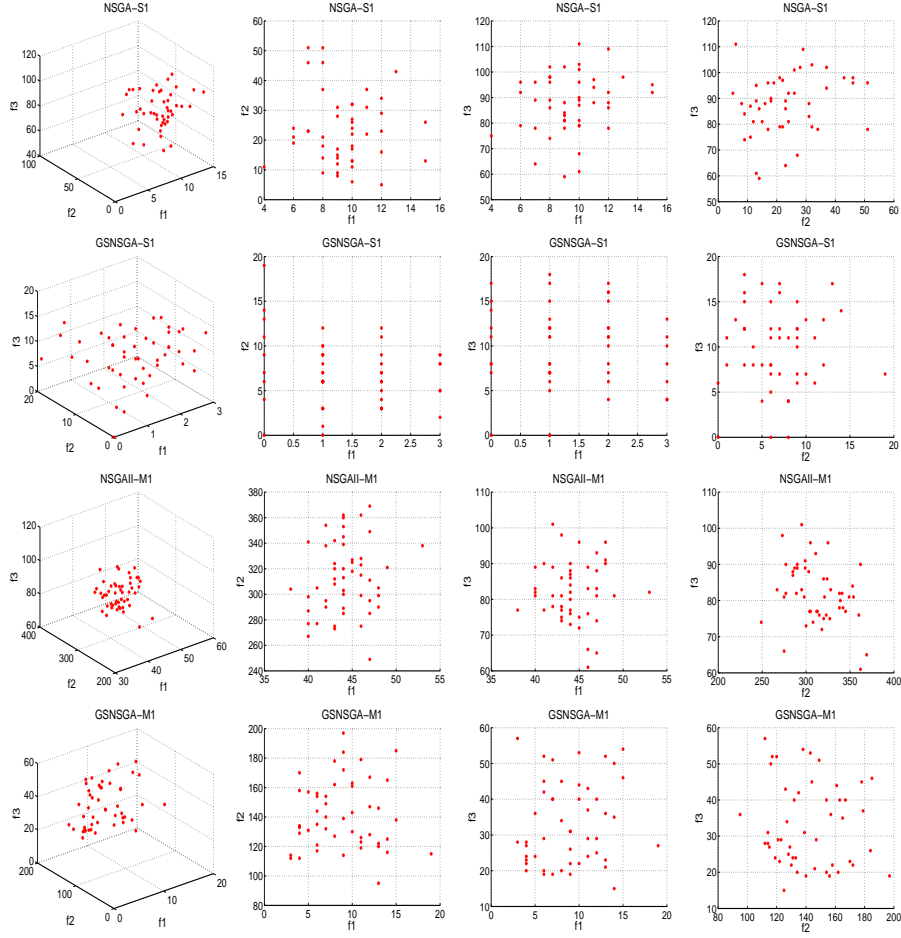 NSGA−S1
f3
120
100
80
60
40
100
50
0
0
5
10
15
f2
f1
NSGA−S1
f2
60
50
40
30
20
10
0
4 6 8 10 12 14 16
f1
NSGA−S1
f3
120
110
100
90
80
70
60
50
4 6 8 10 12 14 16
f1
NSGA−S1
f3
120
110
100
90
80
70
60
50
0 10 20 30 40 50 60
f2
GSNSGA−S1
f3
20
15
10
5
0
20
10
0
0
1
2
3
f2
f1
GSNSGA−S1
f2
20
15
10
5
0
0 0.5 1 1.5 2 2.5 3
f1
GSNSGA−S1
f3
20
15
10
5
0
0 0.5 1 1.5 2 2.5 3
f1
GSNSGA−S1
f3
20
15
10
5
0
0 5 10 15 20
f2
NSGAII−M1
f3
120
100
80
60
400
300
200
30
40
50
60
f2
f1
NSGAII−M1
f2
380
360
340
320
300
280
260
240
35 40 45 50 55
f1
NSGAII−M1
f3
110
100
90
80
70
60
35 40 45 50 55
f1
NSGAII−M1
f3
110
100
90
80
70
60
200 250 300 350 400
f2
GSNSGA−M1
f3
60
40
20
0
200
100
0
0
10
20
f2
f1
GSNSGA−M1
f2
200
180
160
140
120
100
80
0 5 10 15 20
f1
GSNSGA−M1
f3
60
50
40
30
20
10
0 5 10 15 20
f1
GSNSGA−M1
f3
60
50
40
30
20
10
80 100 120 140 160 180 200
f2